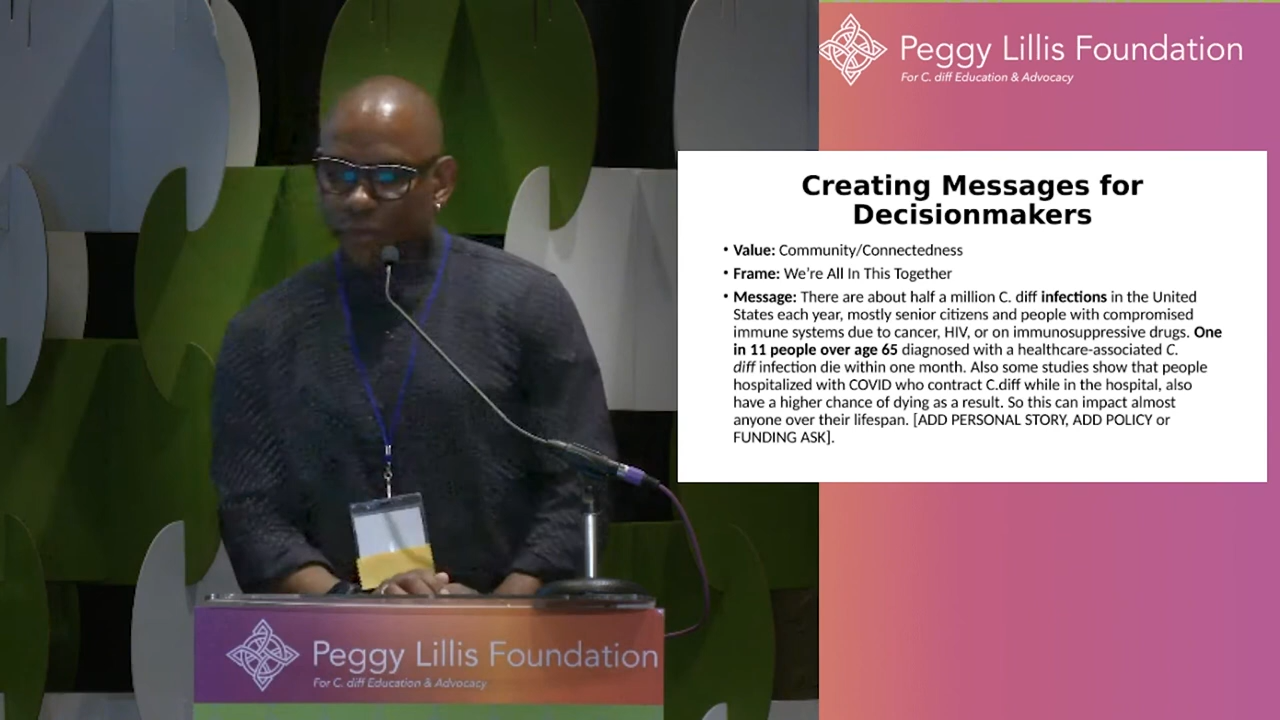 Peggy Lillis Foundation
For C. diff Education & Advocacy
Creating Messages for
Decisionmakers
• Value: Community/Connectedness
• Frame: We're All In This Together
• Message: There are about half a million C. diff infections in the United
States each year, mostly senior citizens and people with compromised
immune systems due to cancer, HIV, or on immunosuppressive drugs. One
in 11 people over age 65 diagnosed with a healthcare-associated C.
diff infection die within one month. Also some studies show that people
hospitalized with COVID who contract C.diff while in the hospital, also
have a higher chance of dying as a result. So this can impact almost
anyone over their lifespan. [ADD PERSONAL STORY, ADD POLICY or
FUNDING ASK].
Peggy Lillis Foundation
For C. diff Education & Advocacy